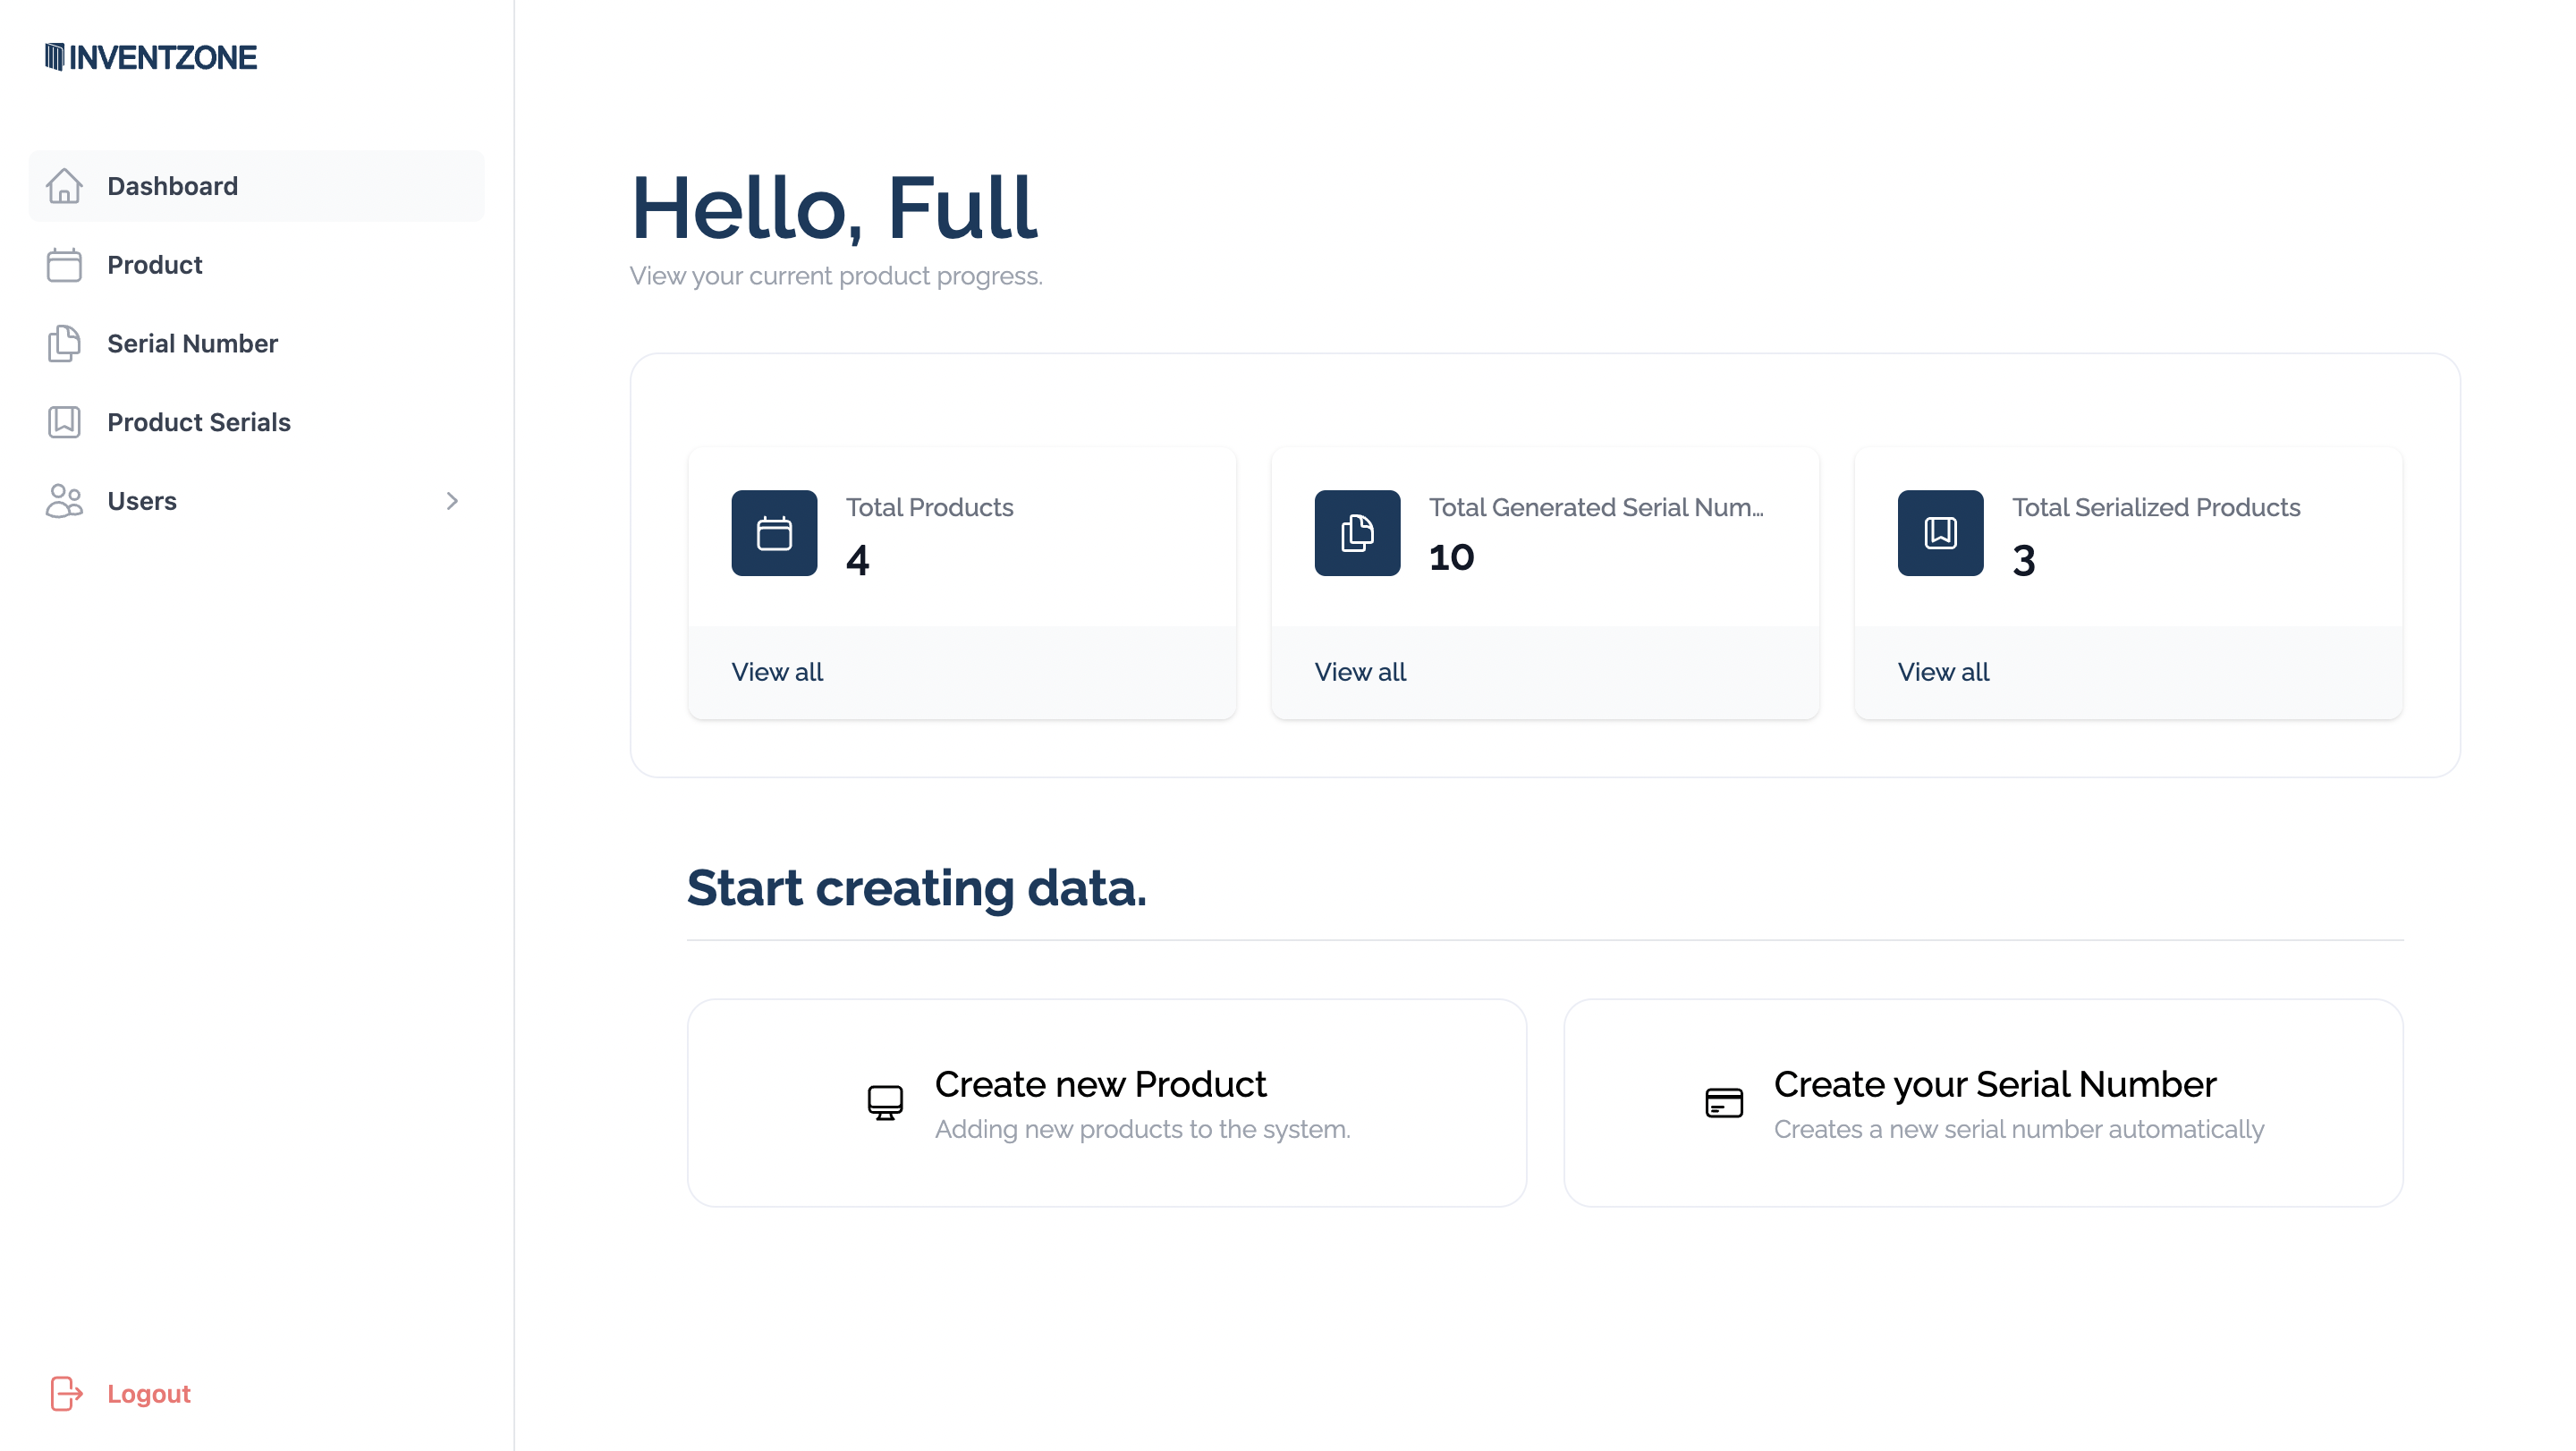 INVENTZONE
Dashboard
Product
Serial Number
Product Serials
Users
Logout
Hello, Full
View your current product progress.
Total Products
4
View all
Total Generated Serial Num...
10
View all
Total Serialized Products
3
View all
Start creating data.
Create new Product
Adding new products to the system.
Create your Serial Number
Creates a new serial number automatically